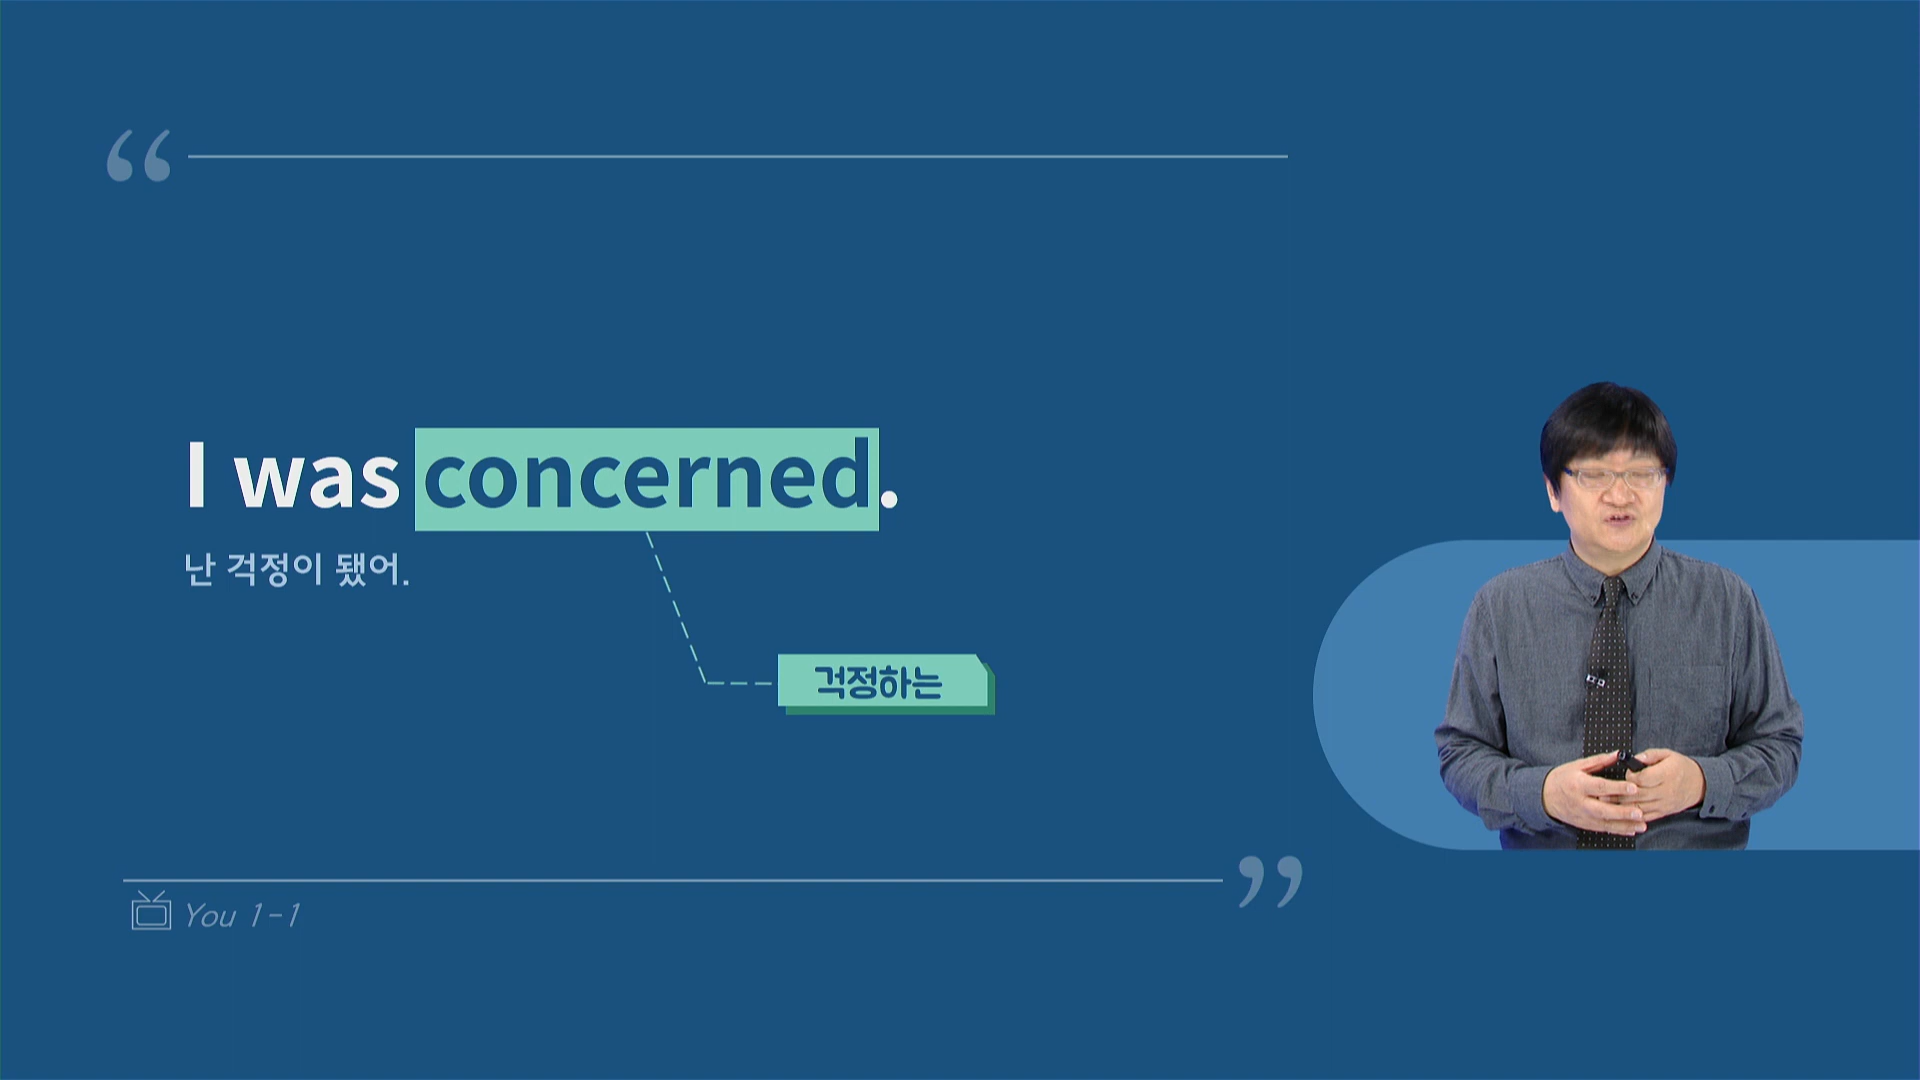 “
I was concerned.
난 걱정이 됐어.
걱정하는
”
You 1-1